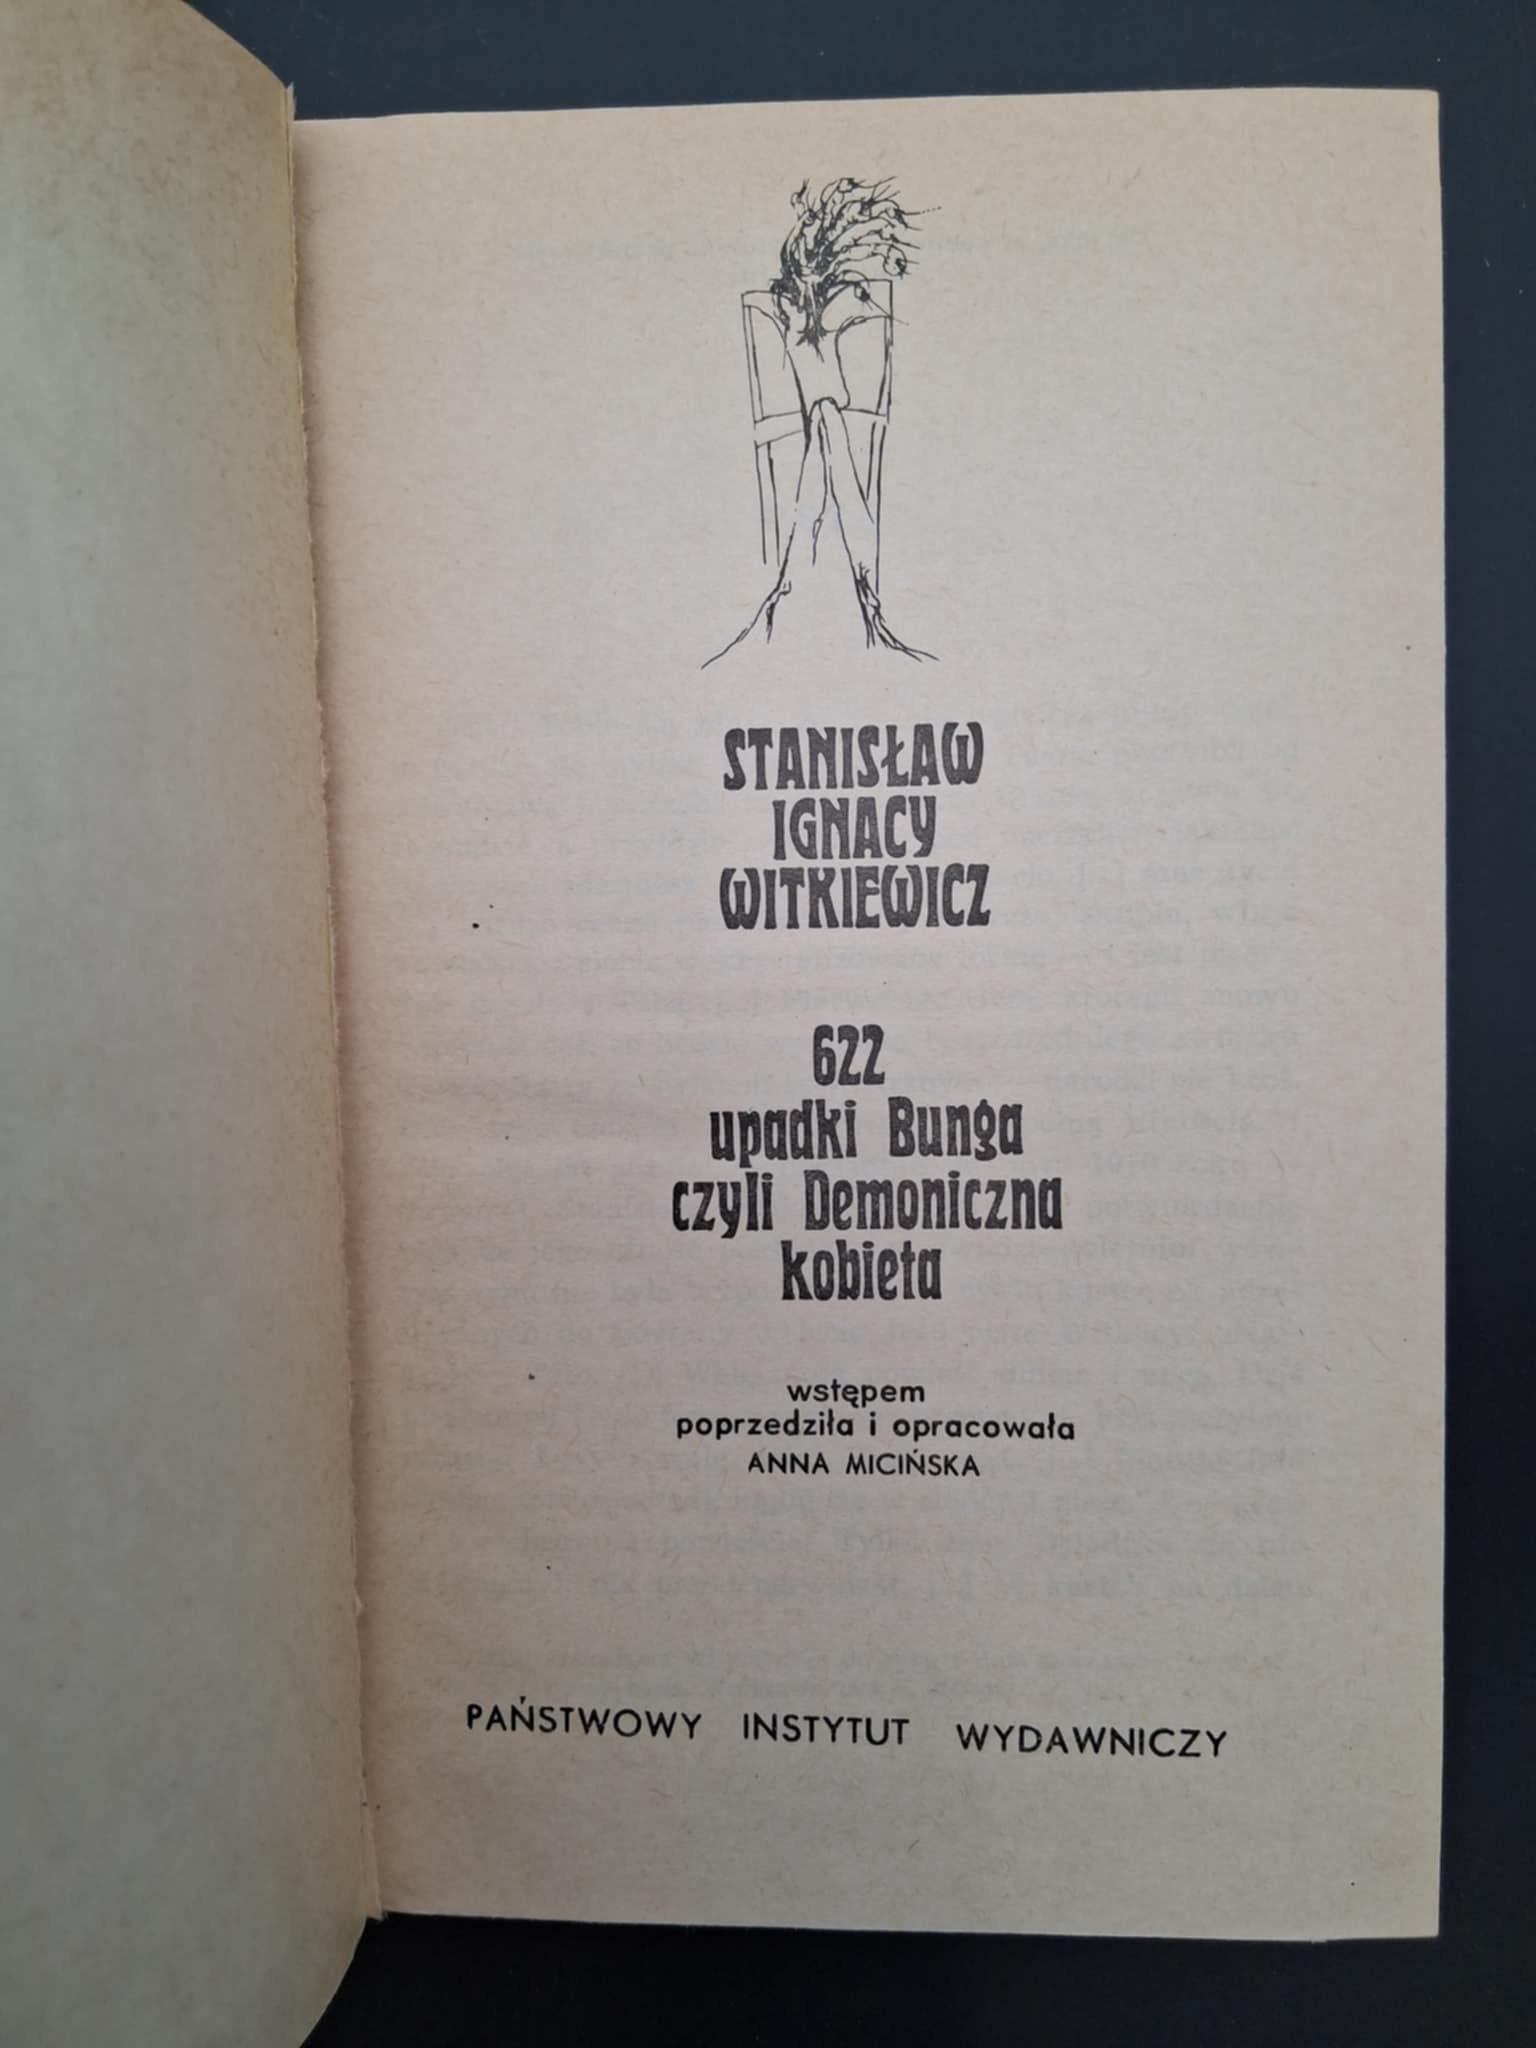 STANISŁAW
IGNACY
WITKIEWICZ
622
upadki Bunga
czyli Demoniczna
kobieta
wstępem
poprzedziła i opracowała
ANNA MICIŃSKA
PAŃSTWOWY INSTYTUT WYDAWNICZY